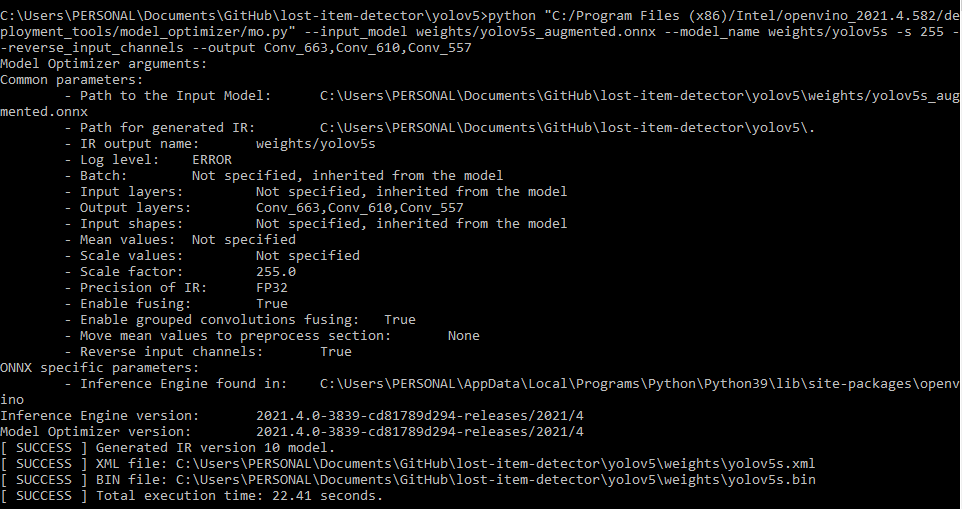 C:\Users\PERSONAL\Documents\GitHub\lost-item-detector\yolov5>python "C:/Program Files (x86)/Intel/openvino_2021.4.582/de
ployment_tools/model_optimizer/mo.py" --input_model weights/yolov5s_augmented.onnx --model_name weights/yolov5s -s 255 -
-reverse_input_channels --output Conv_663,Conv_610,Conv_557
Model Optimizer arguments:
Common parameters:
- Path to the Input Model: C:\Users\PERSONAL\Documents\GitHub\lost-item-detector\yolov5\weights/yolov5s_aug
mented.onnx
- Path for generated IR: C:\Users\PERSONAL\Documents\GitHub\lost-item-detector\yolov5\.
- IR output name: weights/yolov5s
- Log level: ERROR
- Batch: Not specified, inherited from the model
- Input layers: Not specified, inherited from the model
- Output layers: Conv_663,Conv_610,Conv_557
- Input shapes: Not specified, inherited from the model
- Mean values: Not specified
- Scale values: Not specified
- Scale factor: 255.0
- Precision of IR: FP32
- Enable fusing: True
- Enable grouped convolutions fusing: True
- Move mean values to preprocess section: None
- Reverse input channels: True
ONNX specific parameters:
- Inference Engine found in: C:\Users\PERSONAL\AppData\Local\Programs\Python\Python39\lib\site-packages\openv
ino
Inference Engine version: 2021.4.0-3839-cd81789d294-releases/2021/4
Model Optimizer version: 2021.4.0-3839-cd81789d294-releases/2021/4
[ SUCCESS ] Generated IR version 10 model.
[ SUCCESS ] XML file: C:\Users\PERSONAL\Documents\GitHub\lost-item-detector\yolov5\weights\yolov5s.xml
[ SUCCESS ] BIN file: C:\Users\PERSONAL\Documents\GitHub\lost-item-detector\yolov5\weights\yolov5s.bin
[ SUCCESS ] Total execution time: 22.41 seconds.